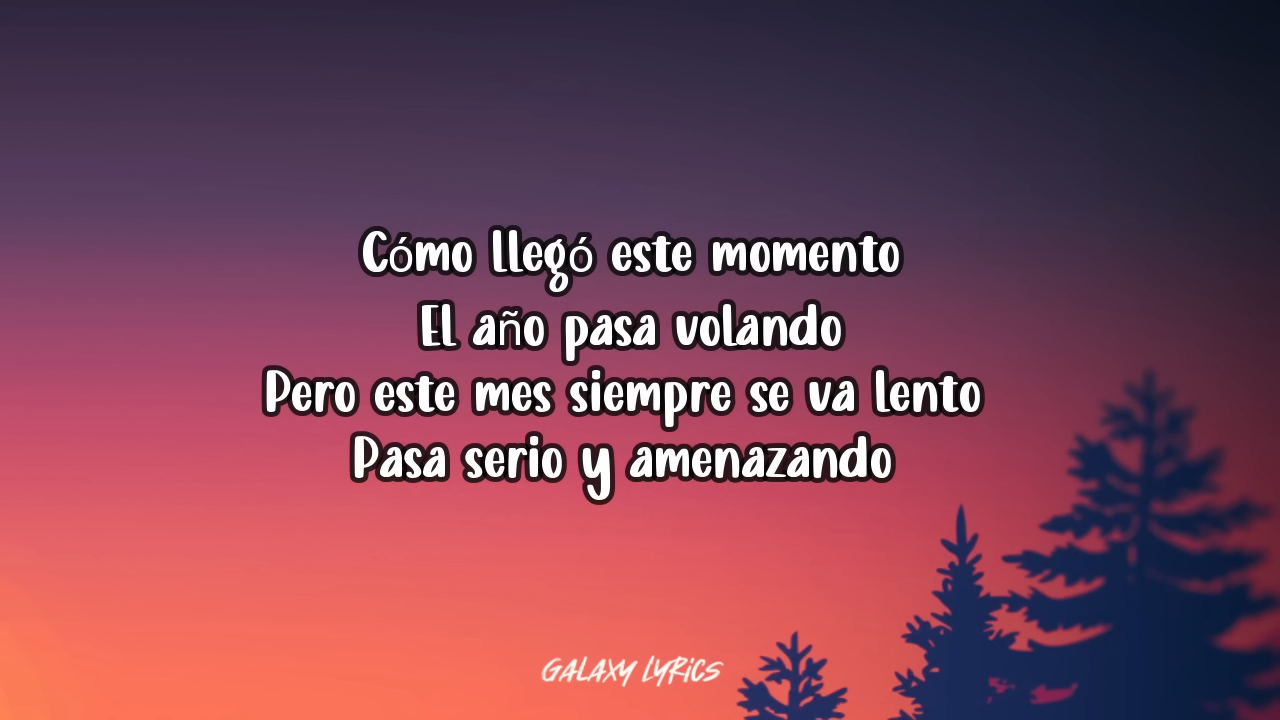 Cómo llegó este momento
El año pasa volando
Pero este mes siempre se va lento
Pasa serio y amenazando
GALAXY LYRICS